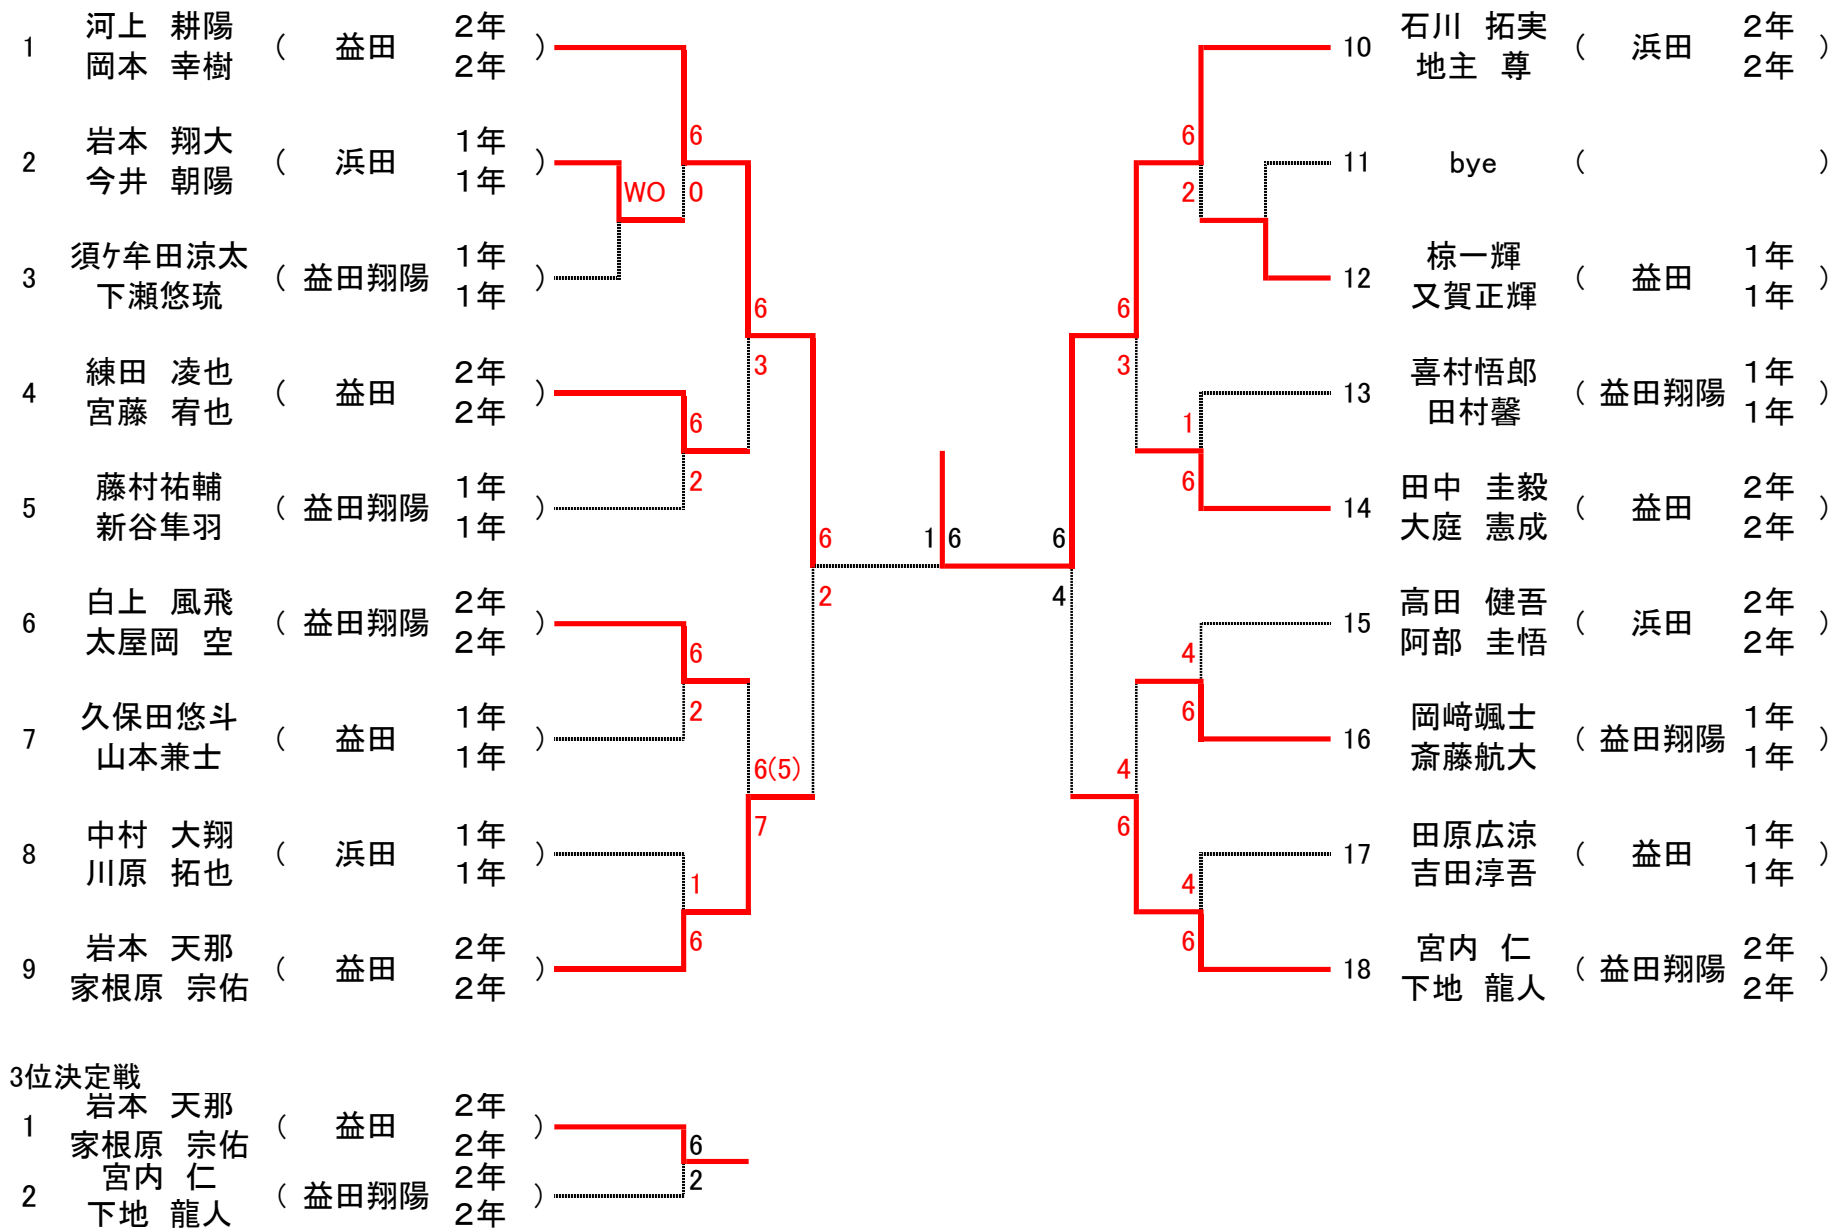 1 河上 耕陽 岡本 幸樹 ( 益田 2年 2年 )
6
2 岩本 翔大 今井 朝陽 ( 浜田 1年 1年 )
WO 0
3 須ケ牟田涼太 下瀬悠琉 ( 益田翔陽 1年 1年 )
6
3
4 練田 凌也 宮藤 宥也 ( 益田 2年 2年 )
6
2
5 藤村祐輔 新谷隼羽 ( 益田翔陽 1年 1年 )
6
2
6 白上 風飛 太屋岡 空 ( 益田翔陽 2年 2年 )
6
2
7 久保田悠斗 山本兼士 ( 益田 1年 1年 )
6(5)
7
8 中村 大翔 川原 拓也 ( 浜田 1年 1年 )
1
6
9 岩本 天那 家根原 宗佑 ( 益田 2年 2年 )
1 6
10 石川 拓実 地主 尊 ( 浜田 2年 2年 )
6
2
11 bye ( )
12 椋一輝 又賀正輝 ( 益田 1年 1年 )
6
3
13 喜村悟郎 田村馨 ( 益田翔陽 1年 1年 )
1
6
14 田中 圭毅 大庭 憲成 ( 益田 2年 2年 )
6
4
15 高田 健吾 阿部 圭悟 ( 浜田 2年 2年 )
4
6
16 岡﨑颯士 斎藤航大 ( 益田翔陽 1年 1年 )
4
6
17 田原広涼 吉田淳吾 ( 益田 1年 1年 )
4
6
18 宮内 仁 下地 龍人 ( 益田翔陽 2年 2年 )
3位決定戦
1 岩本 天那 家根原 宗佑 ( 益田 2年 2年 )
6
2
2 宮内 仁 下地 龍人 ( 益田翔陽 2年 2年 )